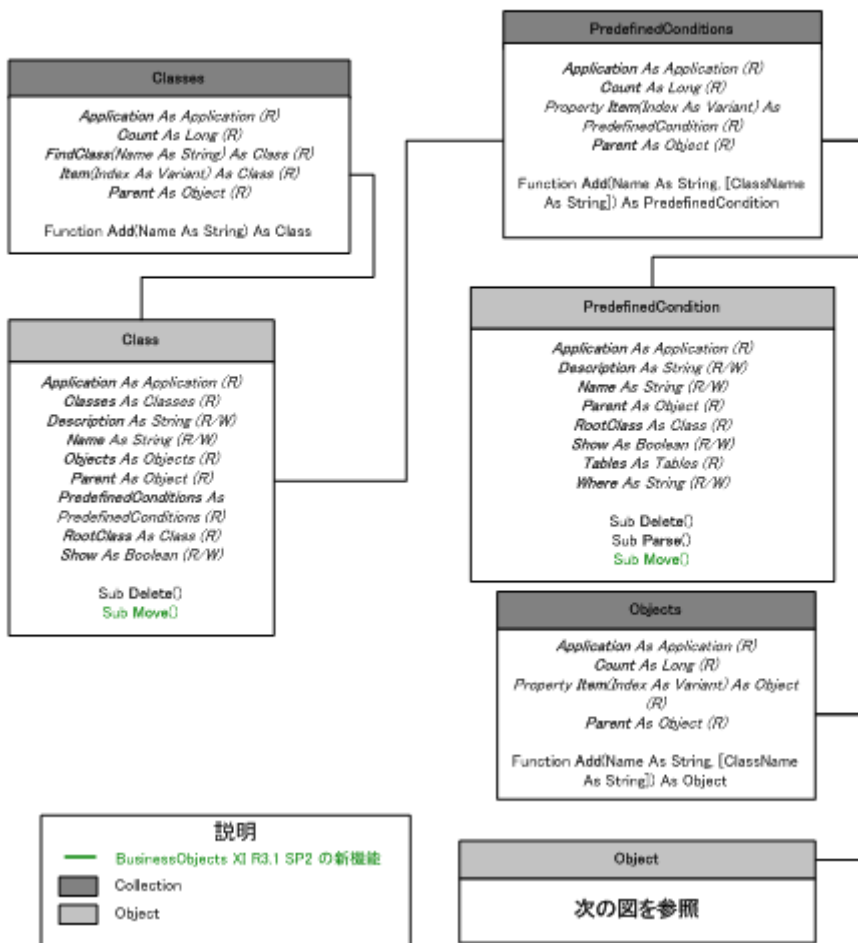 Classes
Application As Application (R)
Count As Long (R)
FindClass(Name As String) As Class (R)
Item(Index As Variant) As Class (R)
Parent As Object (R)
Function Add(Name As String) As Class
Class
Application As Application (R)
Classes As Classes (R)
Description As String (R/W)
Name As String (R/W)
Objects As Objects (R)
Parent As Object (R)
PredefinedConditions As
PredefinedConditions (R)
RootClass As Class (R)
Show As Boolean (R/W)
Sub Delete()
Sub Move()
PredefinedConditions
Application As Application (R)
Count As Long (R)
Property Item(Index As Variant) As
PredefinedCondition (R)
Parent As Object (R)
Function Add(Name As String, [ClassName
As String]) As PredefinedCondition
PredefinedCondition
Application As Application (R)
Description As String (R/W)
Name As String (R/W)
Parent As Object (R)
RootClass As Class (R)
Show As Boolean (R/W)
Tables As Tables (R)
Where As String (R/W)
Sub Delete()
Sub Parse()
Sub Move()
Objects
Application As Application (R)
Count As Long (R)
Property Item(Index As Variant) As Object
(R)
Parent As Object (R)
Function Add(Name As String, [ClassName
As String]) As Object
説明
BusinessObjects XI R3.1 SP2 の新機能
Collection
Object
Object
次の図を参照